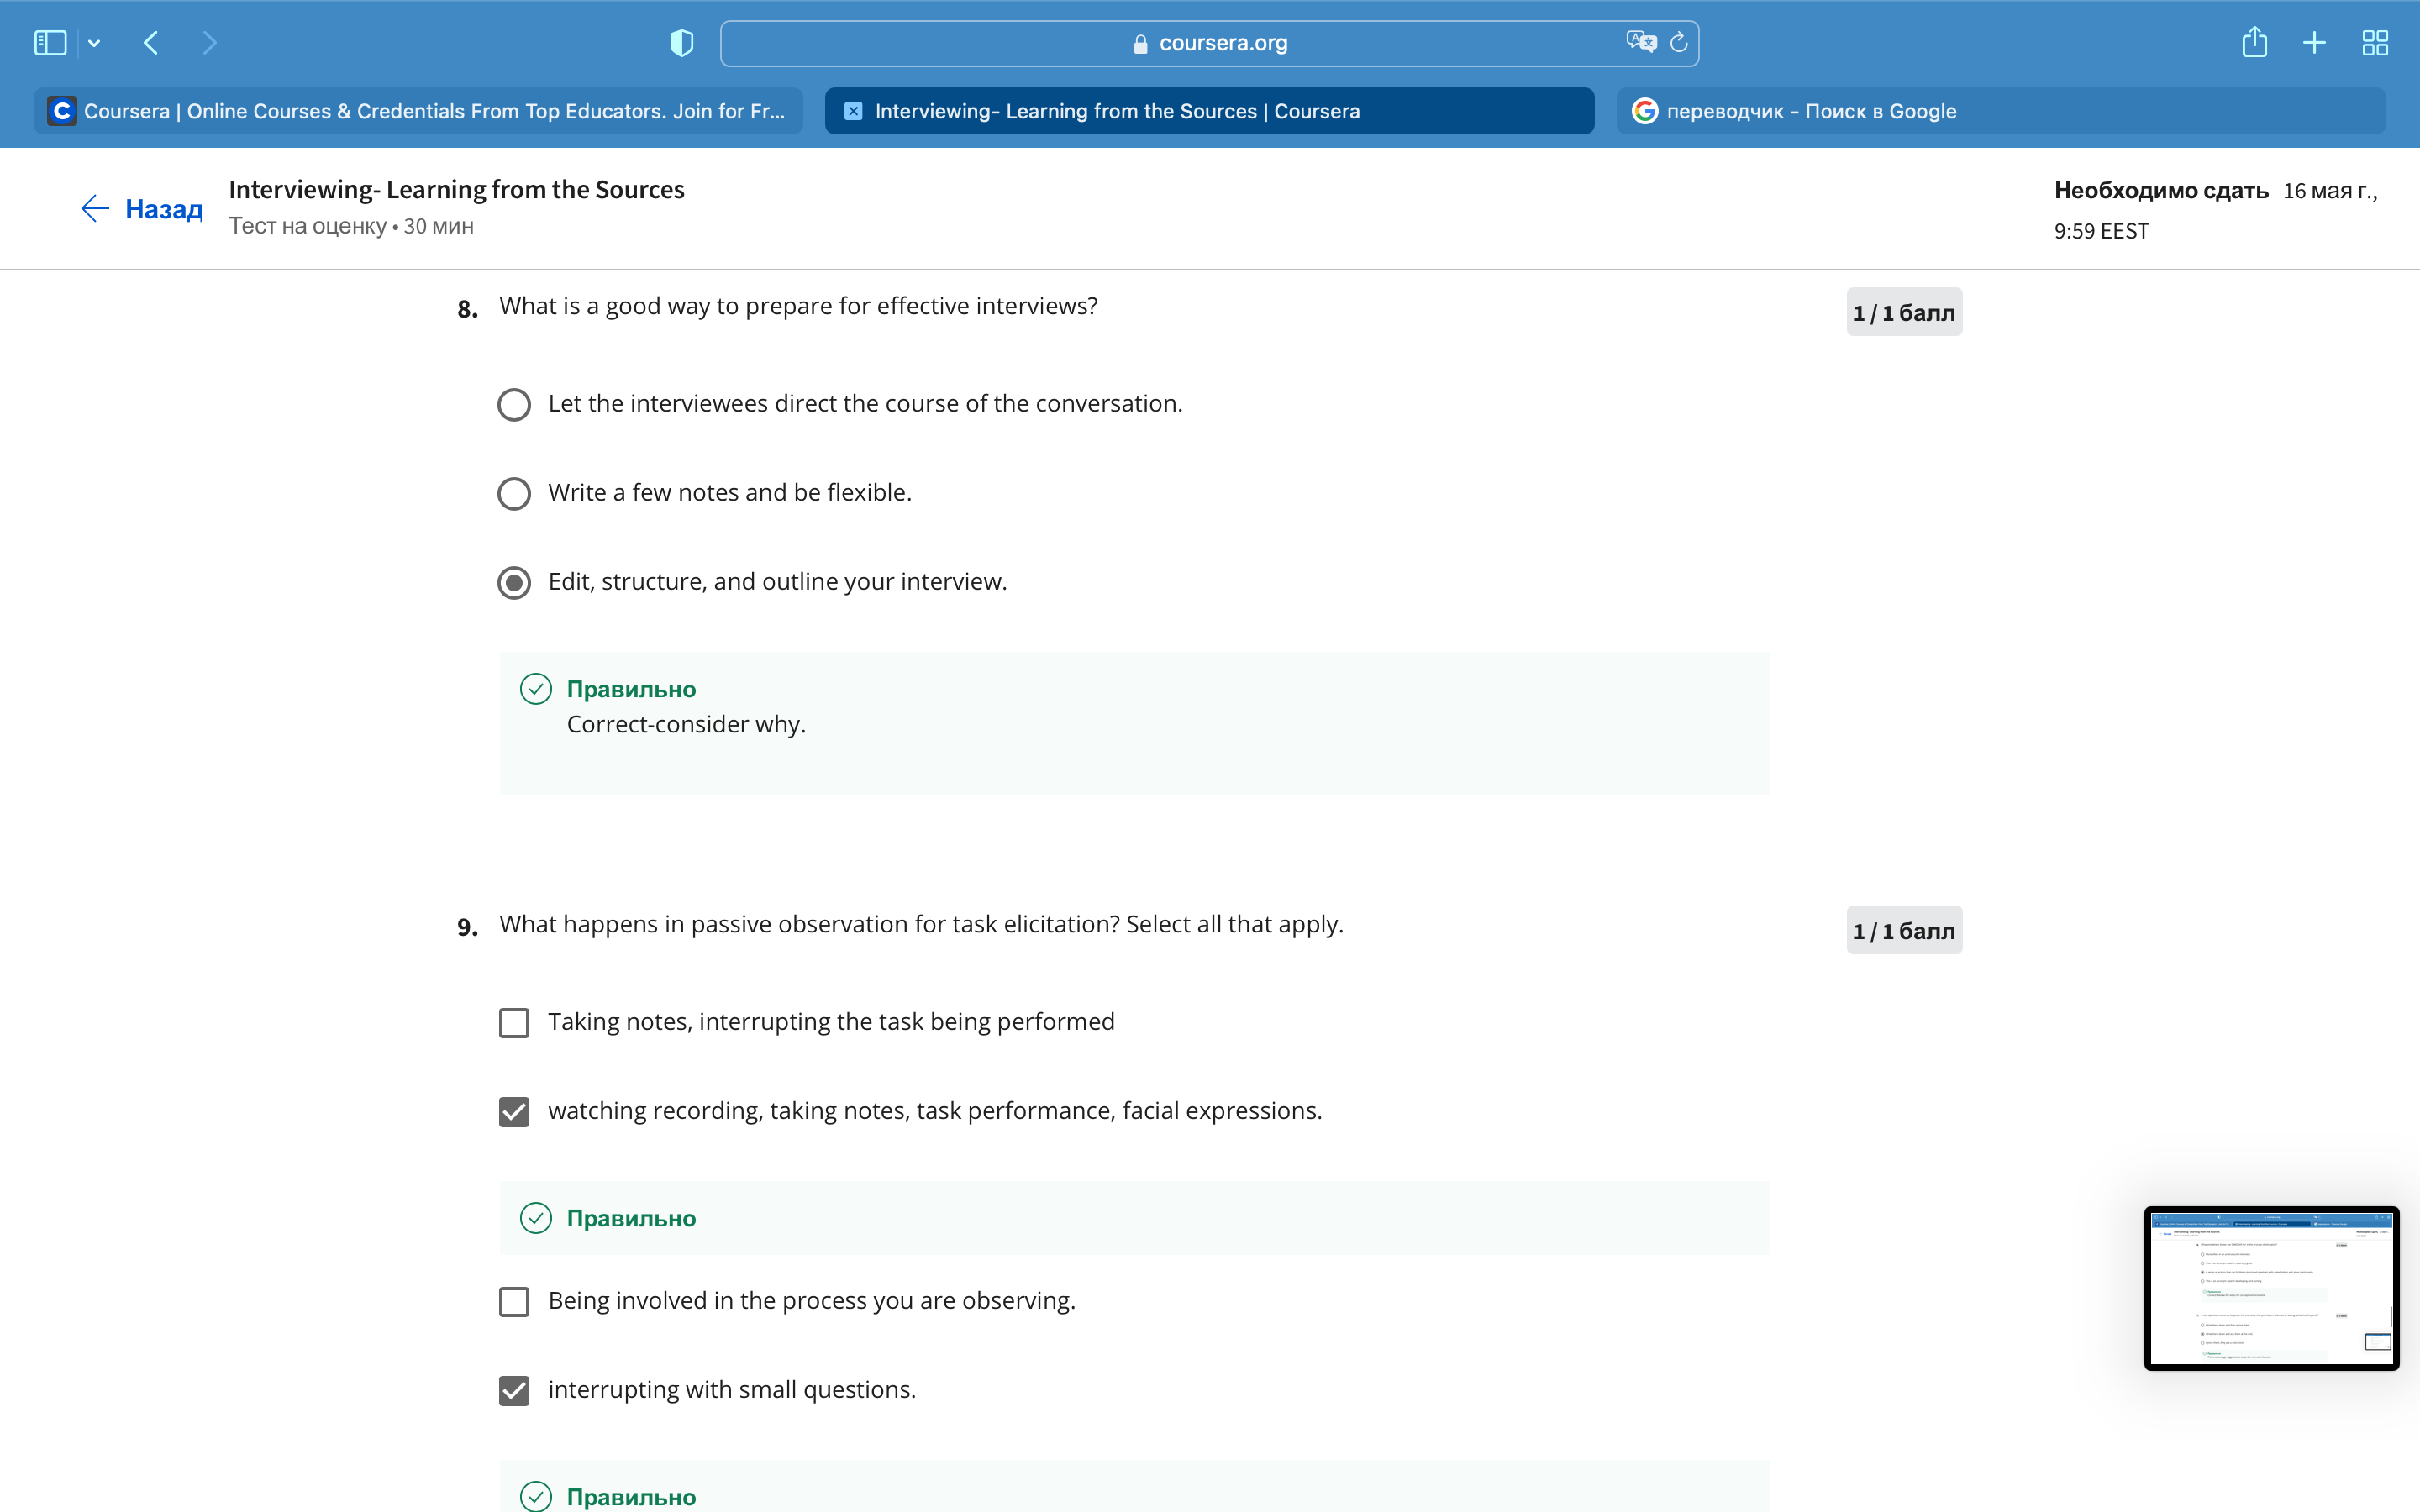 coursera.org
Coursera | Online Courses & Credentials From Top Educators. Join for Fr...
Interviewing- Learning from the Sources | Coursera
переводчик - Поиск в Google
Назад
Interviewing- Learning from the Sources
Тест на оценку • 30 мин
Необходимо сдать 16 мая г.,
9:59 EEST
8. What is a good way to prepare for effective interviews?
1 / 1 балл
Let the interviewees direct the course of the conversation.
Write a few notes and be flexible.
Edit, structure, and outline your interview.
Правильно
Correct-consider why.
9. What happens in passive observation for task elicitation? Select all that apply.
1 / 1 балл
Taking notes, interrupting the task being performed
watching recording, taking notes, task performance, facial expressions.
Правильно
Being involved in the process you are observing.
interrupting with small questions.
Правильно